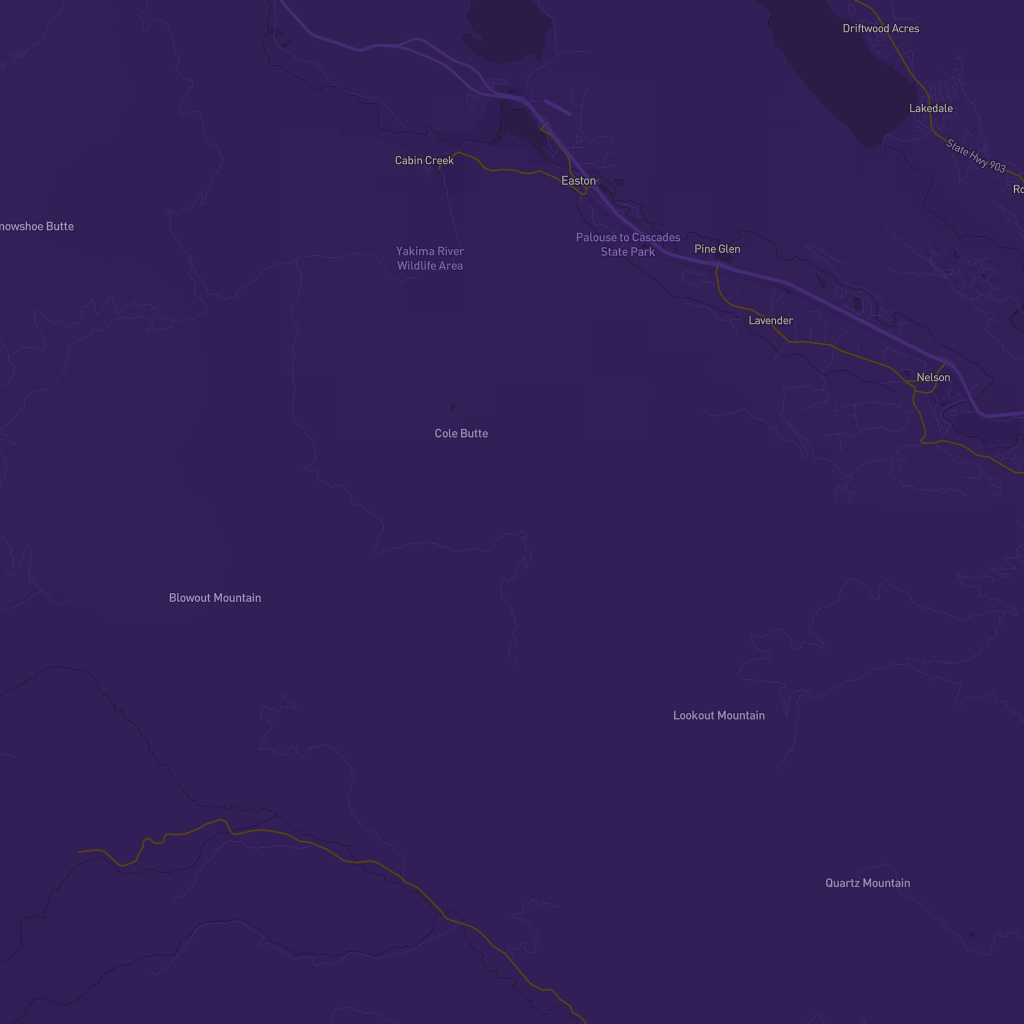 Driftwood Acres
Lakedale
State Hwy 903
Cabin Creek
Easton
Palouse to Cascades
State Park
Yakima River
Wildlife Area
Pine Glen
Lavender
Nelson
Cole Butte
Blowout Mountain
Lookout Mountain
Quartz Mountain
Butte